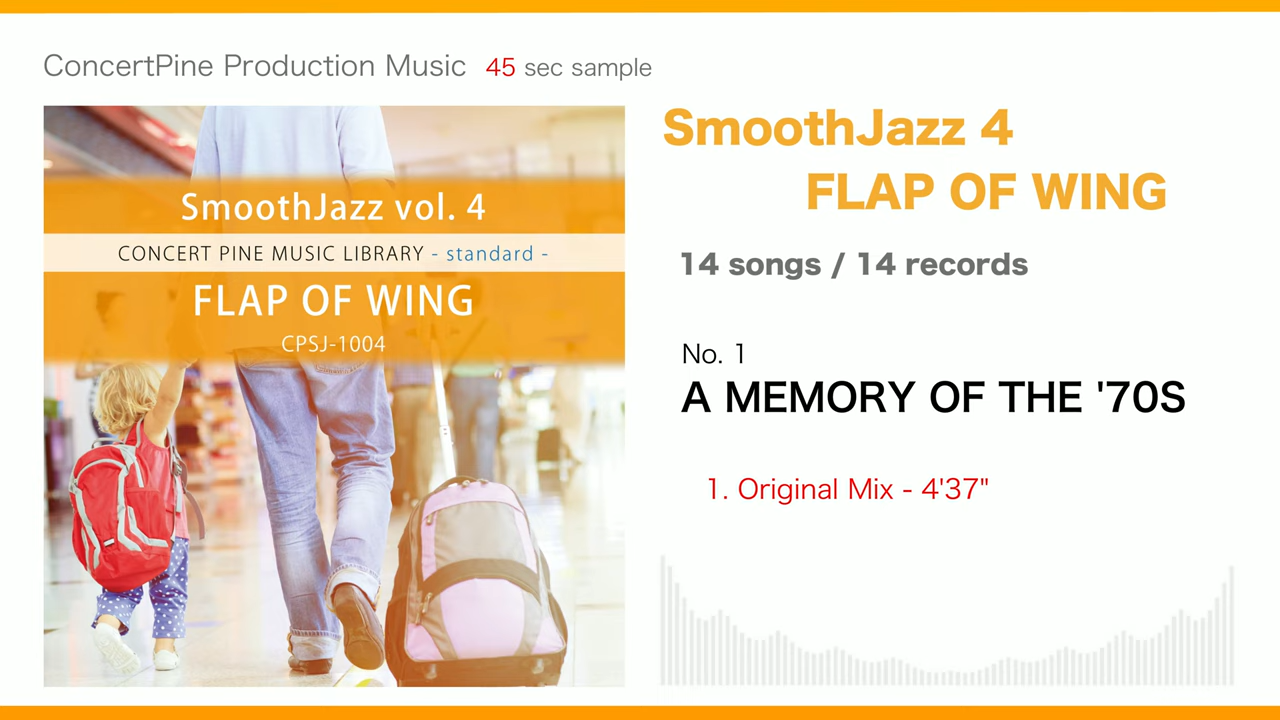 ConcertPine Production Music 45 sec sample
SmoothJazz vol. 4
CONCERT PINE MUSIC LIBRARY - standard -
FLAP OF WING
CPSJ-1004
SmoothJazz 4
FLAP OF WING
14 songs / 14 records
No. 1
A MEMORY OF THE '70S
1. Original Mix - 4'37"